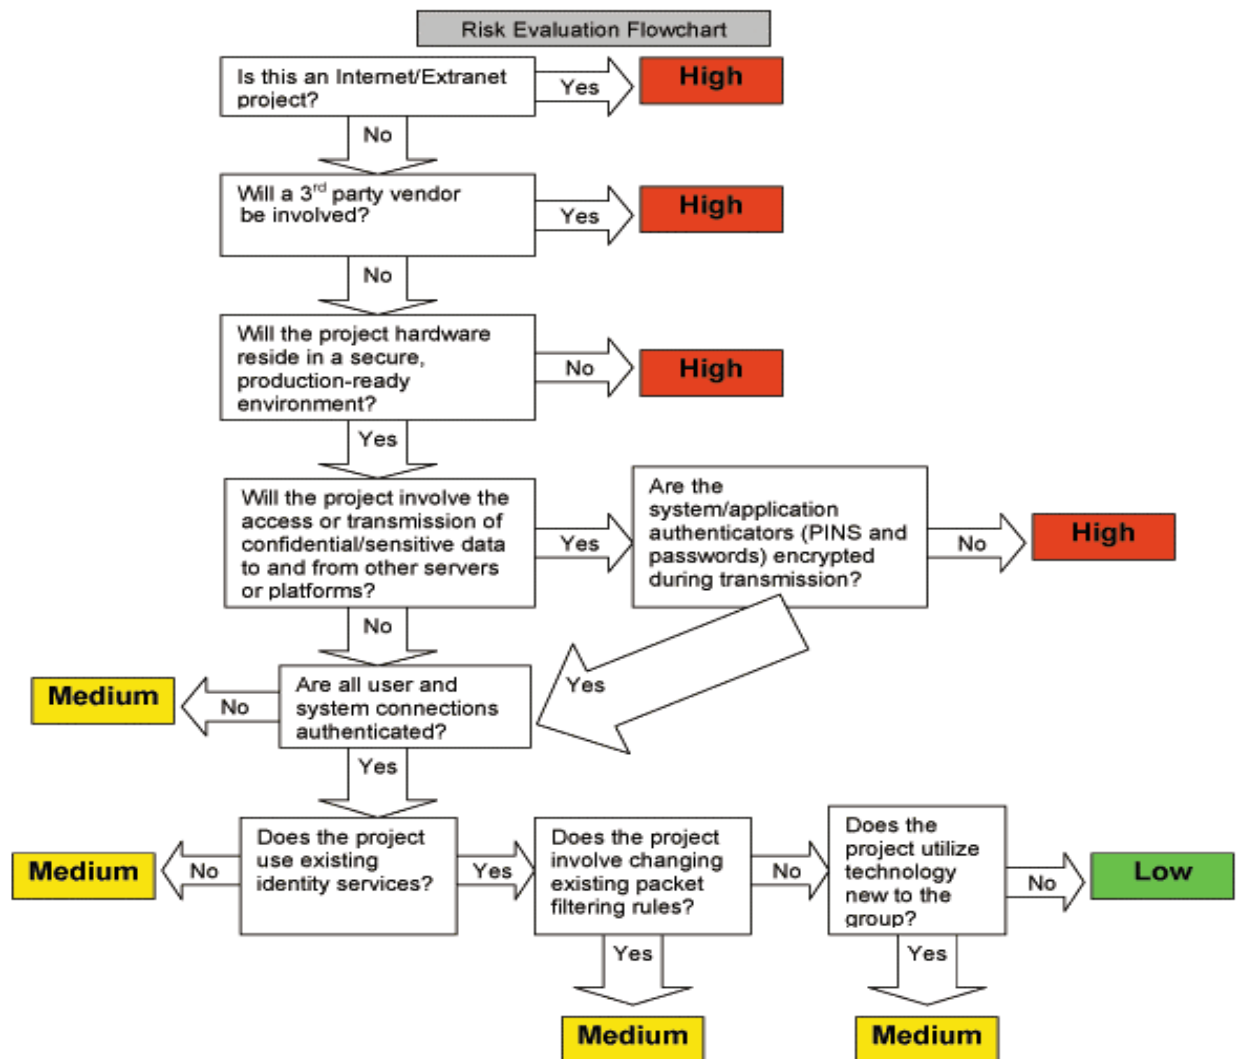 Risk Evaluation Flowchart
Is this an Internet/Extranet
project?
Yes
High
No
Will a 3rd party vendor
be involved?
Yes
High
No
Will the project hardware
reside in a secure,
production-ready
environment?
No
High
Yes
Will the project involve the
access or transmission of
confidential/sensitive data
to and from other servers
or platforms?
Yes
Are the
system/application
authenticators (PINS and
passwords) encrypted
during transmission?
No
High
No
Yes
Are all user and
system connections
authenticated?
No
Medium
Yes
Does the project
use existing
identity services?
No
Medium
Yes
Does the project
involve changing
existing packet
filtering rules?
No
Does the
project utilize
technology
new to the
group?
No
Low
Yes
Yes
Medium
Medium